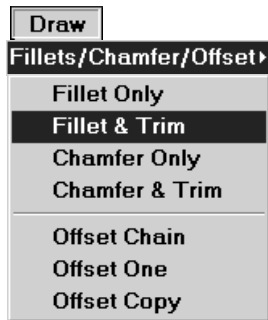 Draw
Fillets/Chamfer/Offset
Fillet Only
Fillet & Trim
Chamfer Only
Chamfer & Trim
Offset Chain
Offset One
Offset Copy